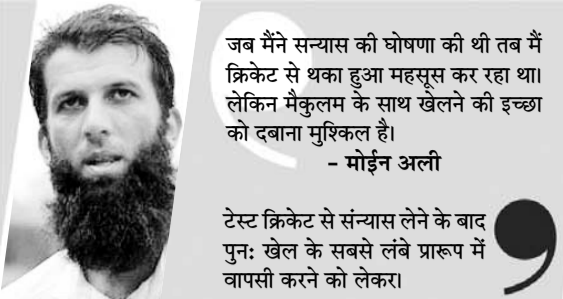 जब मैंने सन्यास की घोषणा की थी तब मैं
क्रिकेट से थका हुआ महसूस कर रहा था।
लेकिन मैकुलम के साथ खेलने की इच्छा
को दबाना मुश्किल है।
- मोईन अली
टेस्ट क्रिकेट से संन्यास लेने के बाद
पुन: खेल के सबसे लंबे प्रारूप में
वापसी करने को लेकर।